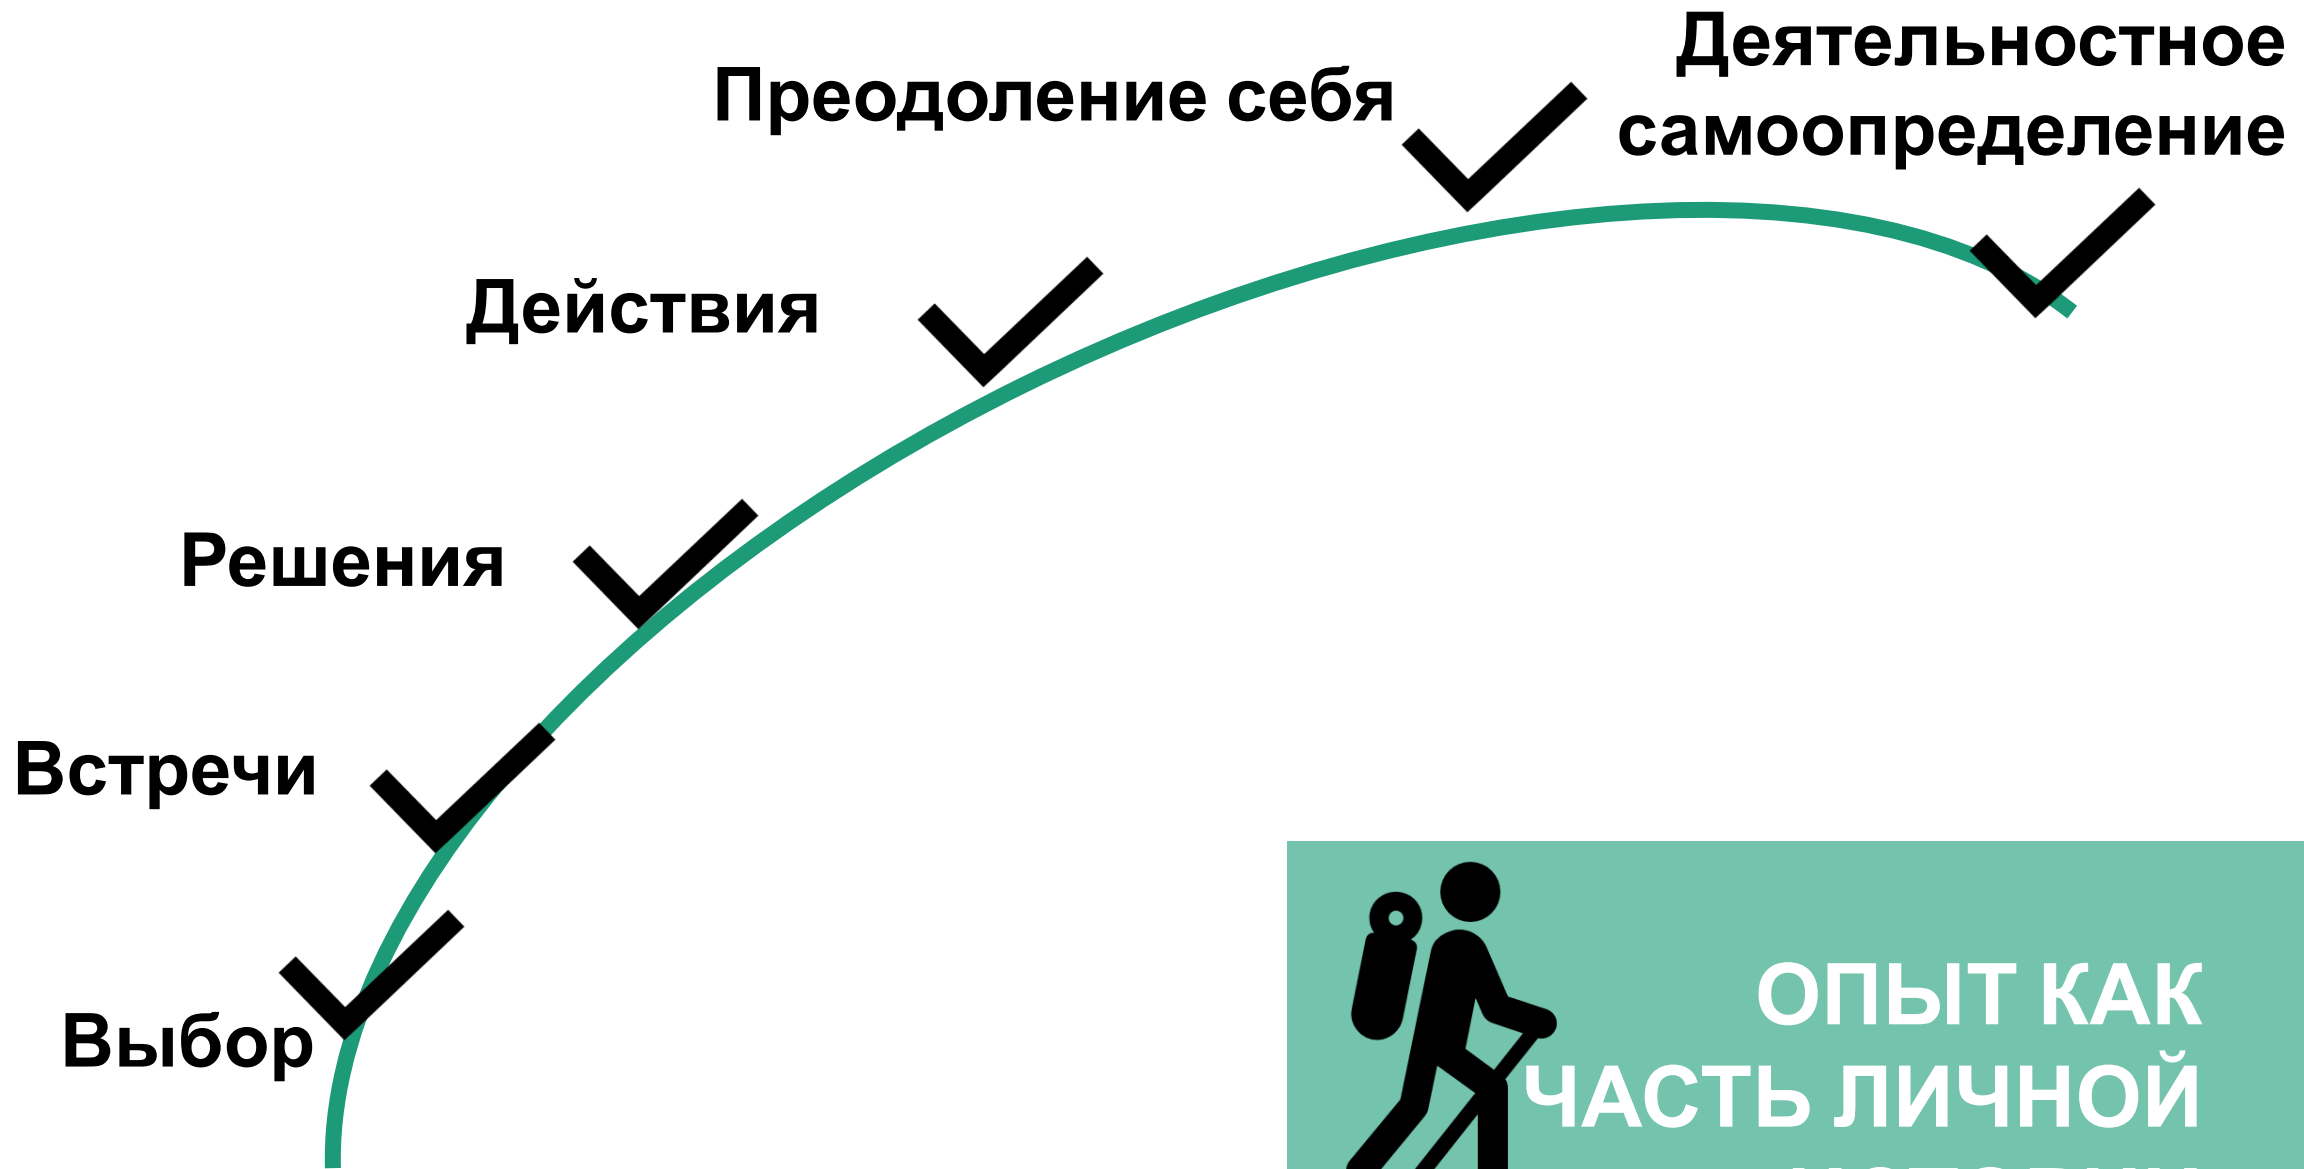 Деятельностное
самоопределение
Преодоление себя
Действия
Решения
Встречи
Выбор
ОПЫТ КАК
ЧАСТЬ ЛИЧНОЙ